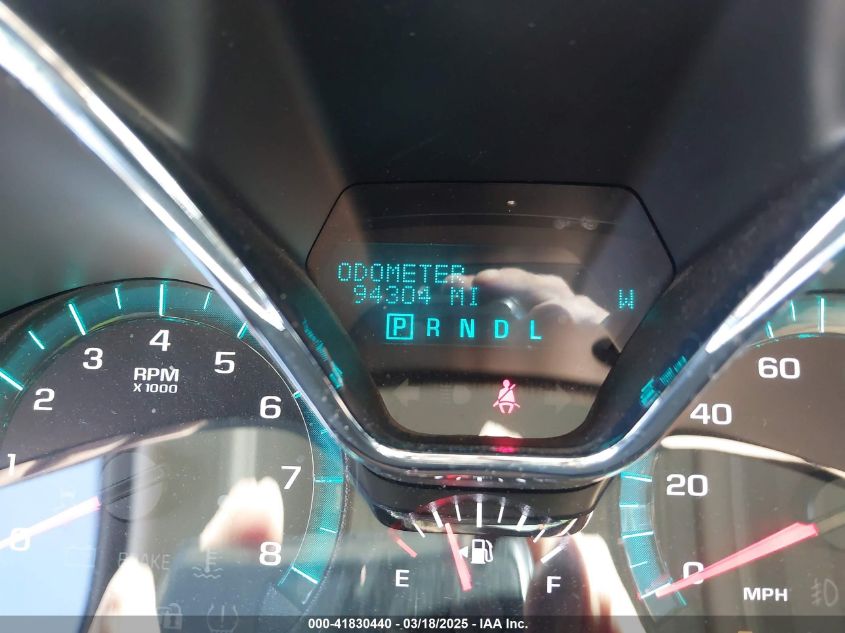 ODOMETER
94304 MI
W
P R N D L
1 2 3 4 5 6 7 8
0
RPM
X 1000
BRAKE
E F
0 20 40 60
MPH
000-41830440 - 03/18/2025 - IAA Inc.